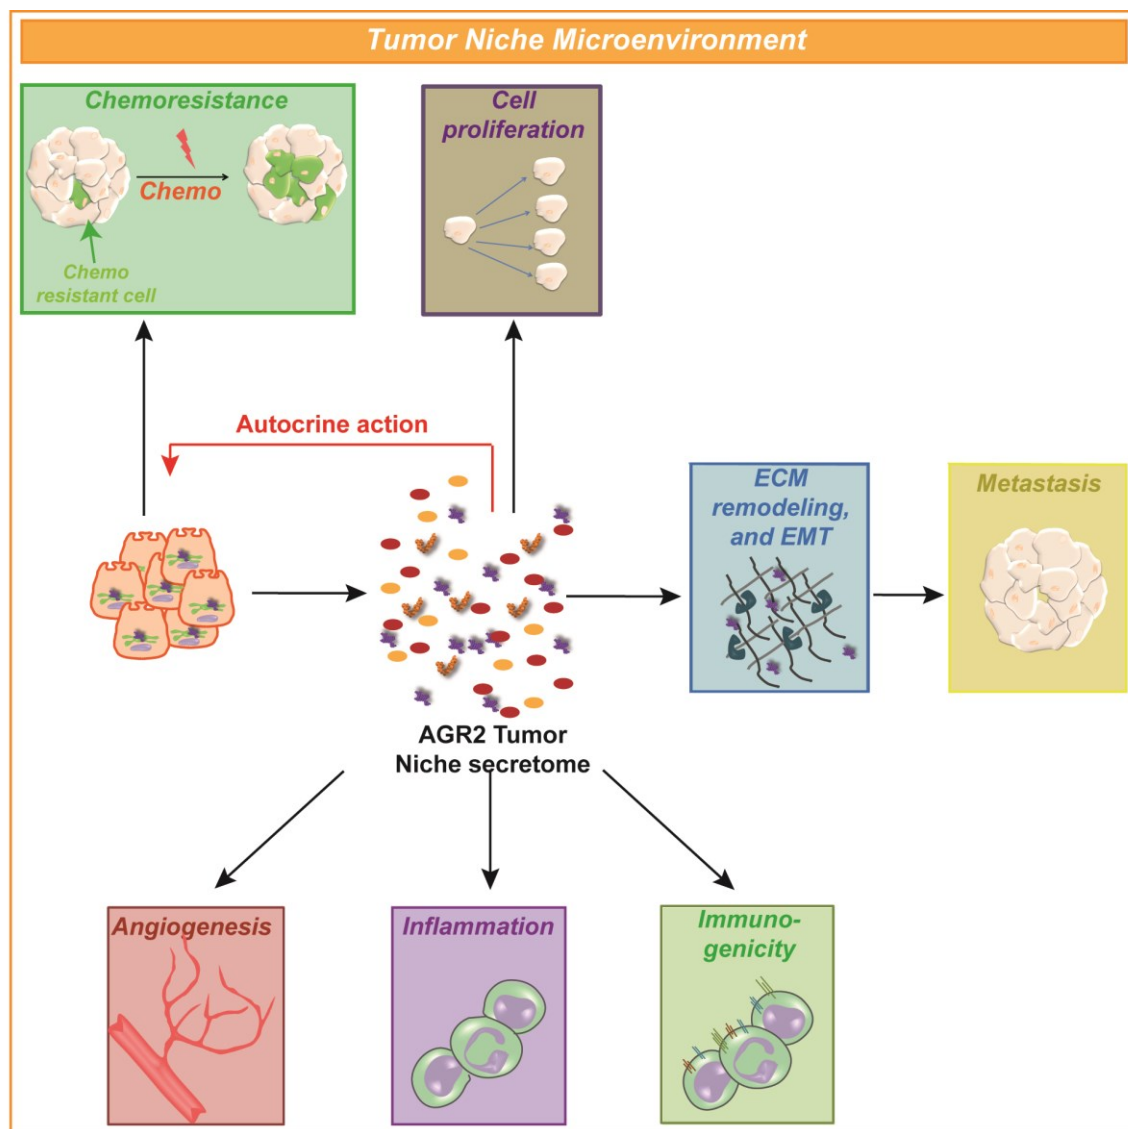 Tumor Niche Microenvironment
Chemoresistance
Chemo
Chemo
resistant cell
Cell
proliferation
Autocrine action
ECM
remodeling,
and EMT
Metastasis
AGR2 Tumor
Niche secretome
Angiogenesis
Inflammation
Immuno-
genicity